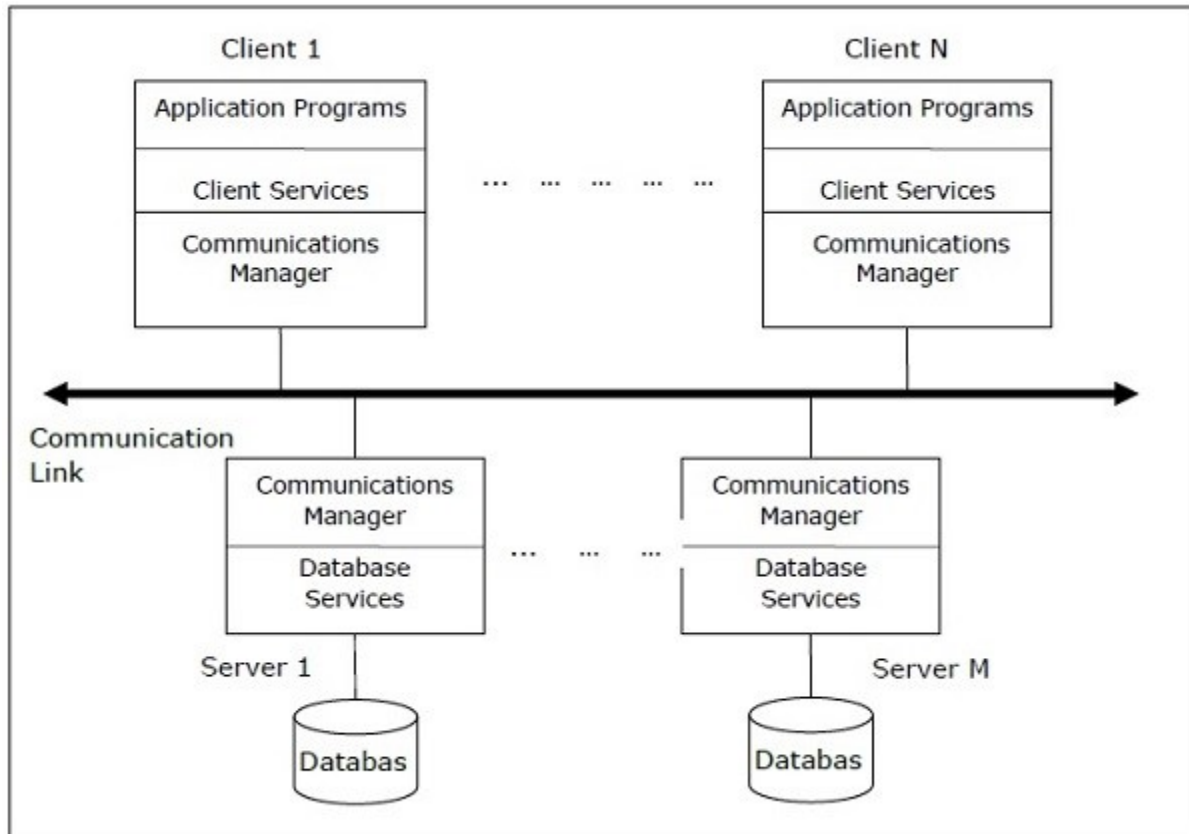 Client 1
Client N
Application Programs
Application Programs
Client Services
... ... ... ... ...
Client Services
Communications
Manager
Communications
Manager
Communication
Link
Communications
Manager
Communications
Manager
... ... ...
Database
Services
Database
Services
Server 1
Server M
Databas
Databas